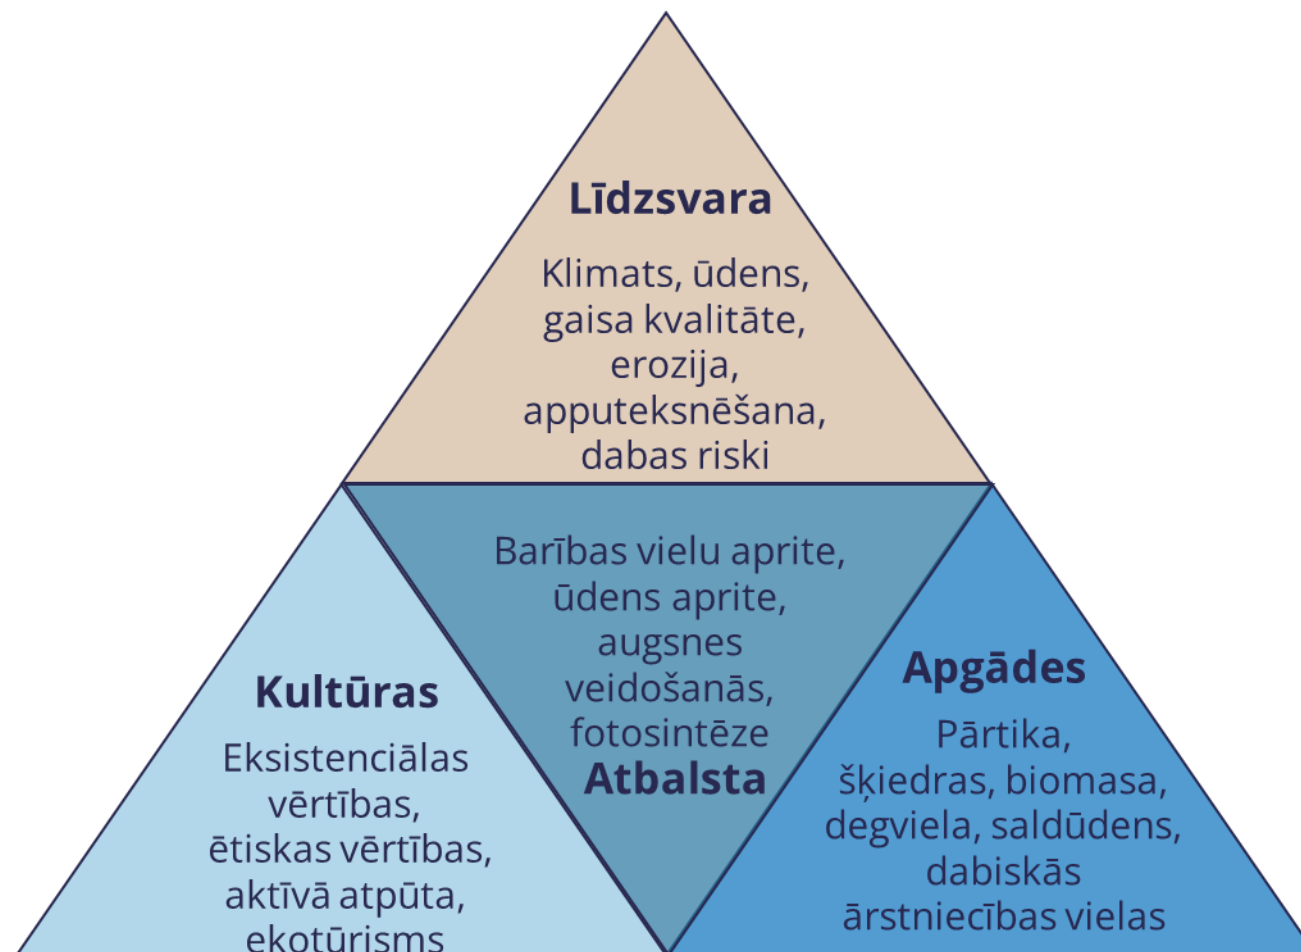 Līdzsvara
Klimats, ūdens,
gaisa kvalitāte,
erozija,
apputeksnēšana,
dabas riski
Barības vielu aprite,
ūdens aprite,
augsnes
veidošanās,
fotosintēze
Atbalsta
Kultūras
Eksistenciālas
vērtības,
ētiskas vērtības,
aktīvā atpūta,
ekotūrisms
Apgādes
Pārtika,
šķiedras, biomasa,
degviela, saldūdens,
dabiskās
ārstniecības vielas